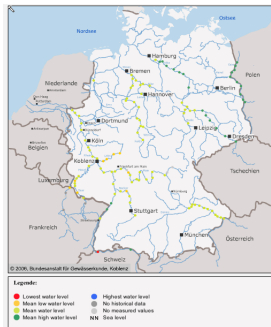 Ostsee
Nordsee
Hamburg
Bremen
Niederlande
Berlin
Polen
Hannover
Dortmund
Leipzig
Dresden
Köln
Belgien
Koblenz
Tschechien
Luxemburg
Frankreich
Stuttgart
München
Österreich
Schweiz
© 2009, Bundesanstalt für Gewässerkunde, Koblenz
Legende:
Lowest water level
Mean low water level
Mean water level
Mean high water level
Highest water level
No historical data
No measured values
NN Sea level